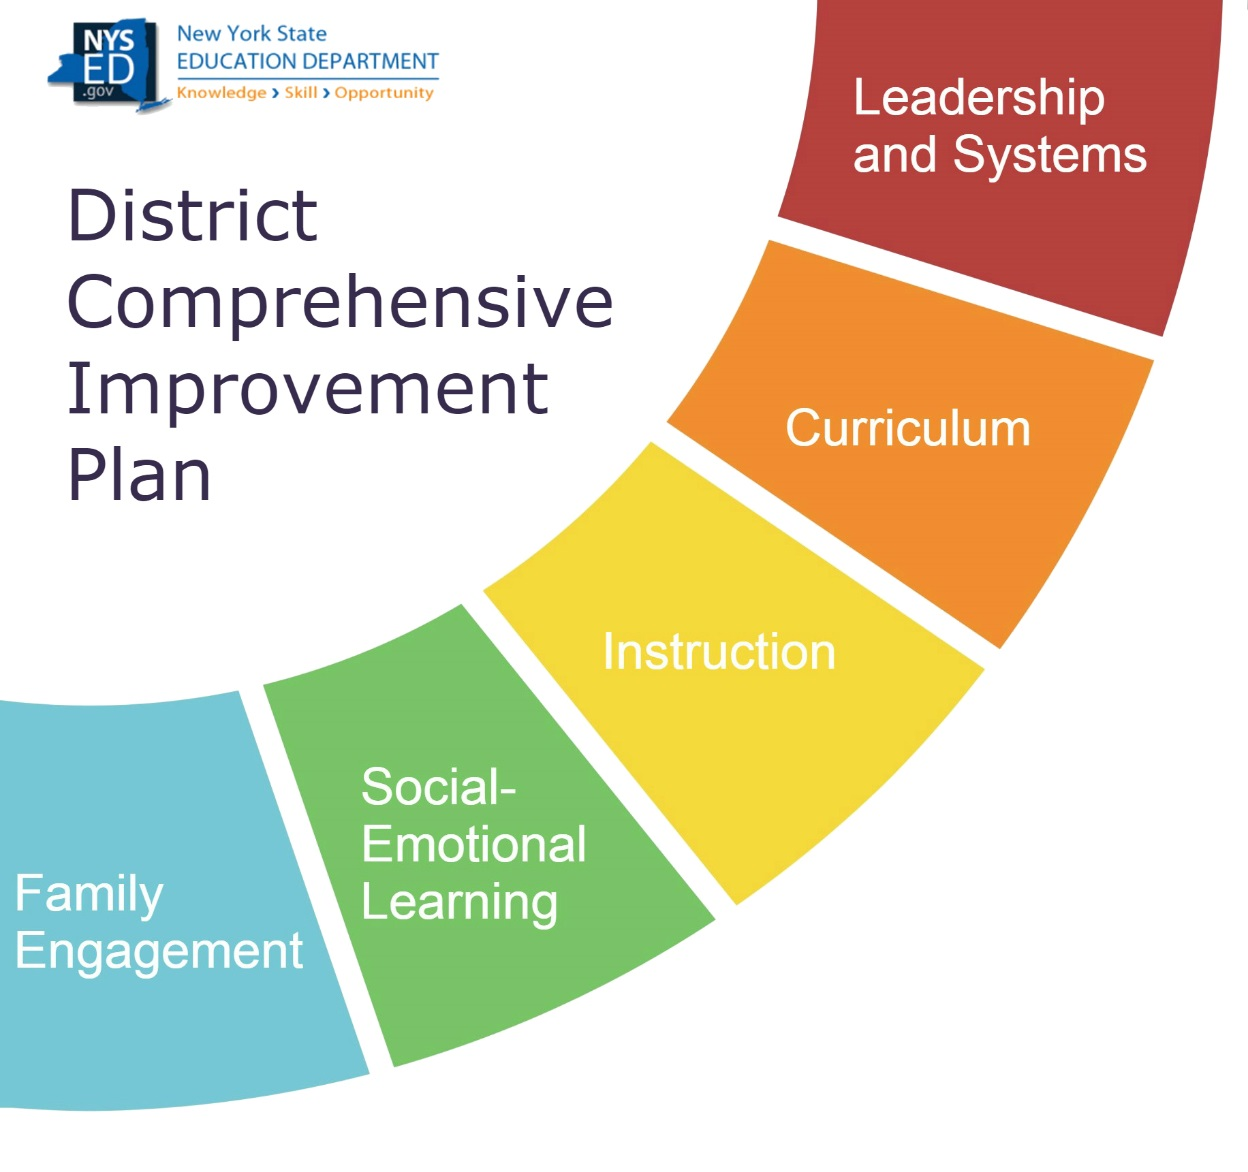 NYS
ED
.gov
New York State
EDUCATION DEPARTMENT
Knowledge › Skill › Opportunity
District
Comprehensive
Improvement
Plan
Leadership
and Systems
Curriculum
Instruction
Social-
Emotional
Learning
Family
Engagement